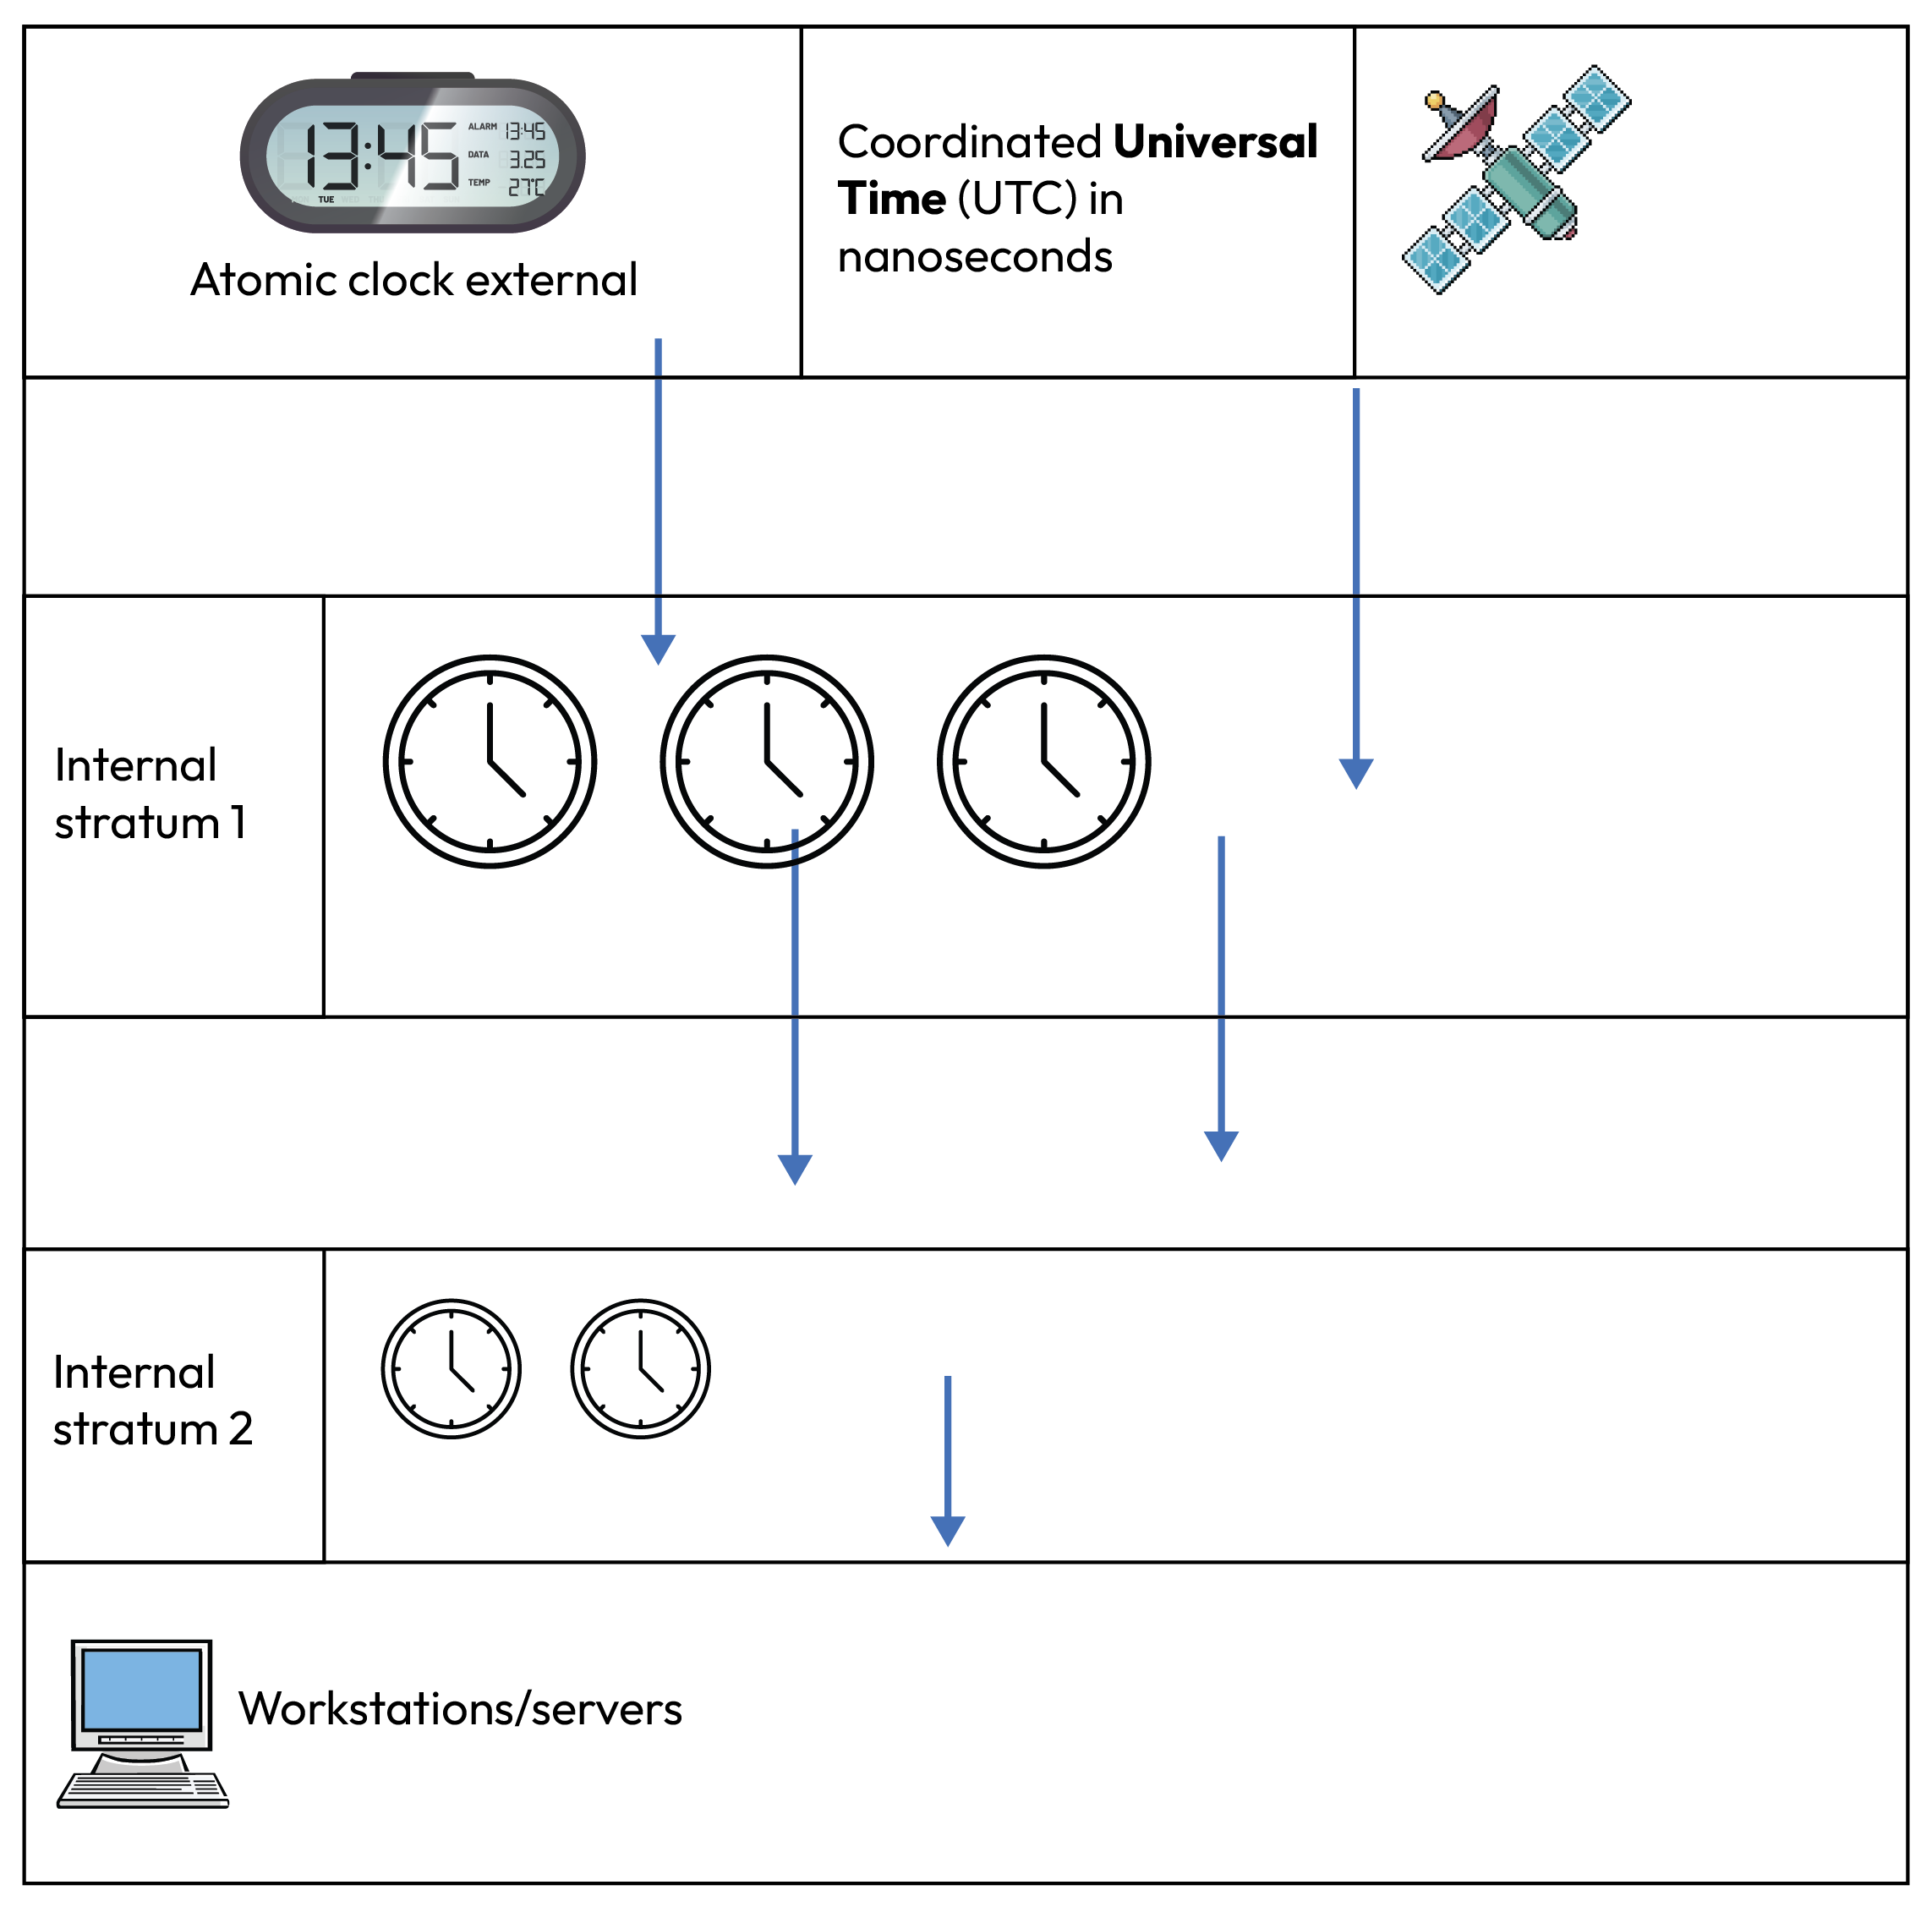 13:45
ALARM 13:45
DATA 3.25
TEMP 27°C
TUE
Atomic clock external
Coordinated Universal
Time (UTC) in
nanoseconds
Internal
stratum 1
Internal
stratum 2
Workstations/servers